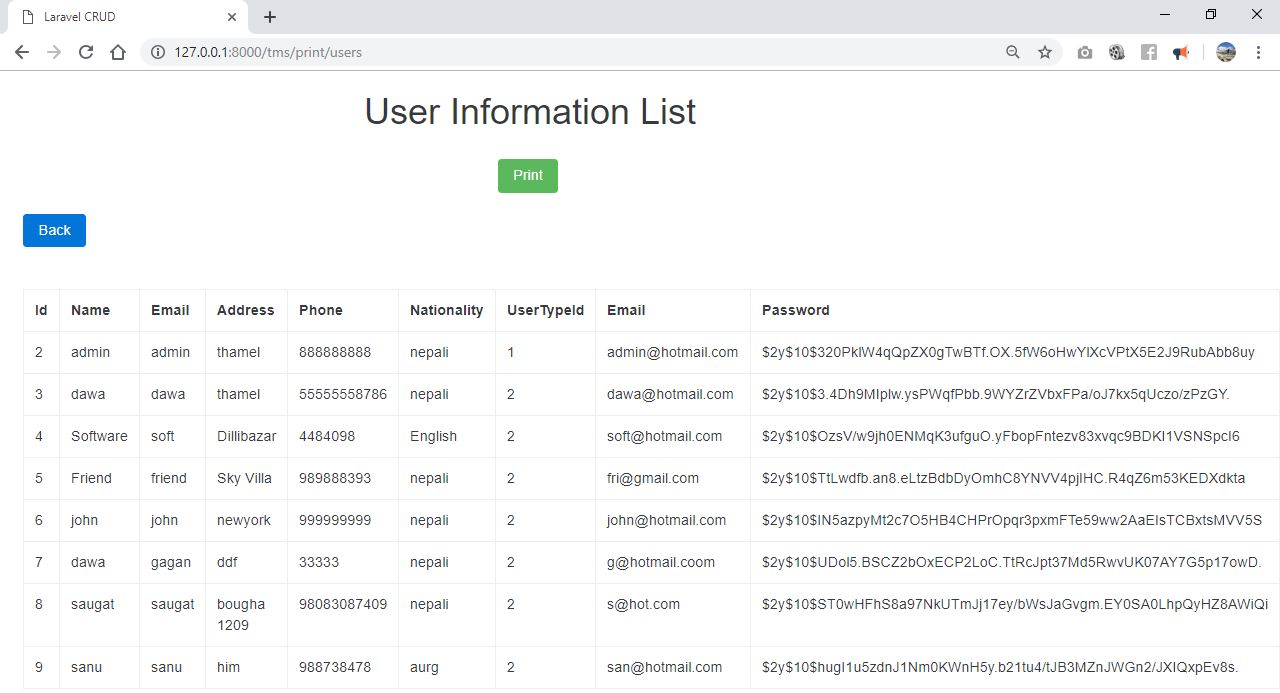 Laravel CRUD
127.0.0.1:8000/tms/print/users
User Information List
Print
Back
Id Name Email Address Phone Nationality UserTypeId Email Password
2 admin admin thamel 888888888 nepali 1 admin@hotmail.com $2y$10$320PkIW4qQpZX0gTwBTf.OX.5fW6oHwYlXcVPtX5E2J9RubAbb8uy
3 dawa dawa thamel 55555558786 nepali 2 dawa@hotmail.com $2y$10$3.4Dh9MIplw.ysPWqfPbb.9WYZrZVbxFPa/oJ7kx5qUczo/zPzGY.
4 Software soft Dillibazar 4484098 English 2 soft@hotmail.com $2y$10$OzsV/w9jh0ENMqK3ufguO.yFbopFntezv83xvqc9BDKI1VSNSpcI6
5 Friend friend Sky Villa 989888393 nepali 2 fri@gmail.com $2y$10$TtLwdfb.an8.eLtzBdbDyOmhC8YNVV4pjIHC.R4qZ6m53KEDXdkta
6 john john newyork 999999999 nepali 2 john@hotmail.com $2y$10$IN5azpyMt2c7O5HB4CHPrOpqr3pxmFTe59ww2AaEIsTCBxtsMVV5S
7 dawa gagan ddf 33333 nepali 2 g@hotmail.coom $2y$10$UDol5.BSCZ2bOxECP2LoC.TtRcJpt37Md5RwvUK07AY7G5p17owD.
8 saugat saugat bougha 98083087409 nepali 2 s@hot.com $2y$10$ST0wHFhS8a97NkUTmJj17ey/bWsJaGvgm.EY0SA0LhpQyHZ8AWiQi
1209
9 sanu sanu him 988738478 aurg 2 san@hotmail.com $2y$10$hugI1u5zdnJ1Nm0KWnH5y.b21tu4/tJB3MZnJWGn2/JXIQxpEv8s.